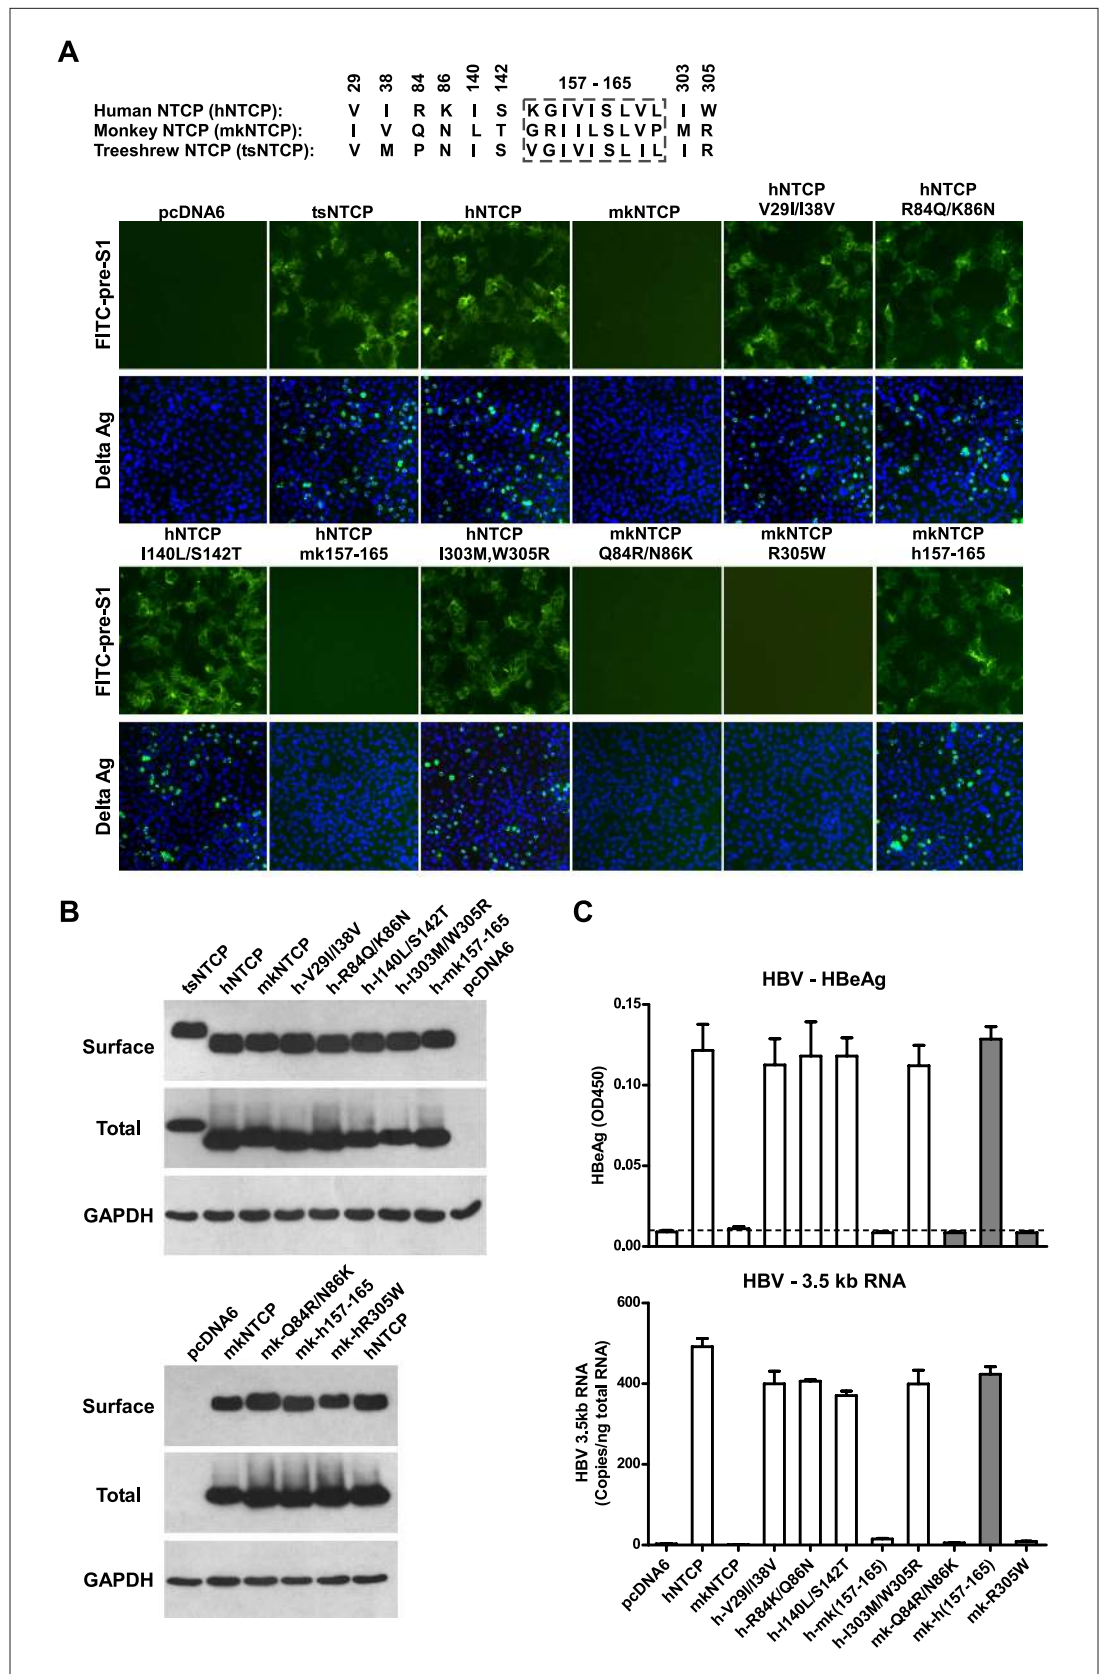 A
29 38 84 86 140 142 157 - 165 303 305
Human NTCP (hNTCP): V I R K I S K G I V I S L V L I W
Monkey NTCP (mkNTCP): I V Q N L T G R I I L S L V P M R
Treeshrew NTCP (tsNTCP): V M P N I S V G I V I S L I L I R
pcDNA6 tsNTCP hNTCP mkNTCP hNTCP V29I/I38V hNTCP R84Q/K86N
FITC-pre-S1
Delta Ag
hNTCP I140L/S142T hNTCP mk157-165 hNTCP I303M,W305R mkNTCP Q84R/N86K mkNTCP R305W mkNTCP h157-165
FITC-pre-S1
Delta Ag
B
tsNTCP hNTCP mkNTCP h-V29I/I38V h-R84Q/K86N h-I140L/S142T h-I303M/W305R h-mk157-165 pcDNA6
Surface
Total
GAPDH
pcDNA6 mkNTCP mk-Q84R/N86K mk-h157-165 mk-hR305W hNTCP
Surface
Total
GAPDH
C
HBV - HBeAg
HBeAg (OD450)
0.15
0.10
0.05
0.00
HBV - 3.5 kb RNA
HBV 3.5kb RNA
(Copies/ng total RNA)
600
400
200
0
pcDNA6 hNTCP mkNTCP h-V29I/I38V h-R84K/Q86N h-I140L/S142T h-mk(157-165) h-I303M/W305R mk-Q84R/N86K mk-h(157-165) mk-R305W